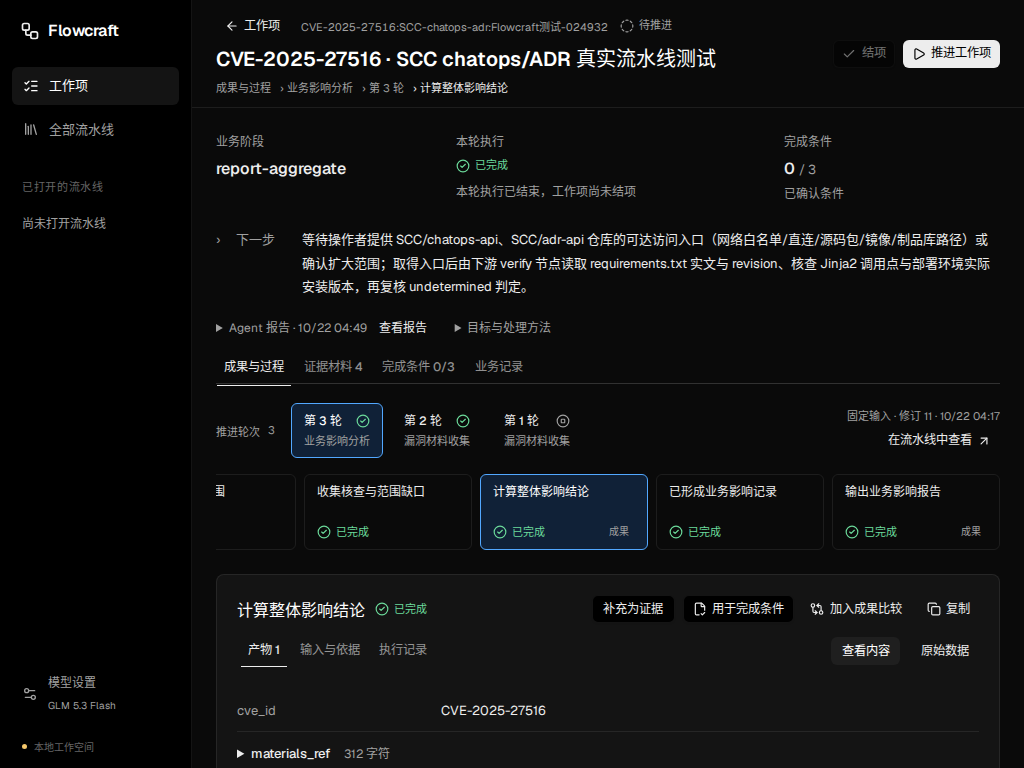 Flowcraft
工作项
全部流水线
已打开的流水线
尚未打开流水线
模型设置
GLM 5.3 Flash
本地工作空间
工作项 CVE-2025-27516:SCC-chatops-adr:Flowcraft测试-024932 待推进
CVE-2025-27516 · SCC chatops/ADR 真实流水线测试
结项 推进工作项
成果与过程 › 业务影响分析 › 第 3 轮 › 计算整体影响结论
业务阶段
report-aggregate
本轮执行
已完成
本轮执行已结束，工作项尚未结项
完成条件
0 / 3
已确认条件
› 下一步
等待操作者提供 SCC/chatops-api、SCC/adr-api 仓库的可达访问入口（网络白名单/直连/源码包/镜像/制品库路径）或
确认扩大范围；取得入口后由下游 verify 节点读取 requirements.txt 实文与 revision、核查 Jinja2 调用点与部署环境实际
安装版本，再复核 undetermined 判定。
Agent 报告 · 10/22 04:49 查看报告 目标与处理方法
成果与过程 证据材料 4 完成条件 0/3 业务记录
推进轮次 3
第 3 轮
业务影响分析
第 2 轮
漏洞材料收集
第 1 轮
漏洞材料收集
固定输入 · 修订 11 · 10/22 04:17
在流水线中查看
围
收集核查与范围缺口
已完成
计算整体影响结论
已完成 成果
已形成业务影响记录
已完成
输出业务影响报告
已完成 成果
计算整体影响结论 已完成
补充为证据 用于完成条件 加入成果比较 复制
产物 1 输入与依据 执行记录
查看内容 原始数据
cve_id CVE-2025-27516
materials_ref 312 字符